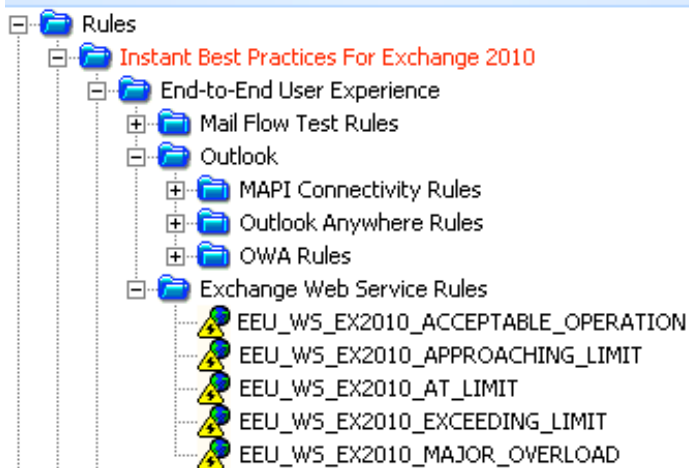 Rules
Instant Best Practices For Exchange 2010
End-to-End User Experience
Mail Flow Test Rules
Outlook
MAPI Connectivity Rules
Outlook Anywhere Rules
OWA Rules
Exchange Web Service Rules
EEU_WS_EX2010_ACCEPTABLE_OPERATION
EEU_WS_EX2010_APPROACHING_LIMIT
EEU_WS_EX2010_AT_LIMIT
EEU_WS_EX2010_EXCEEDING_LIMIT
EEU_WS_EX2010_MAJOR_OVERLOAD